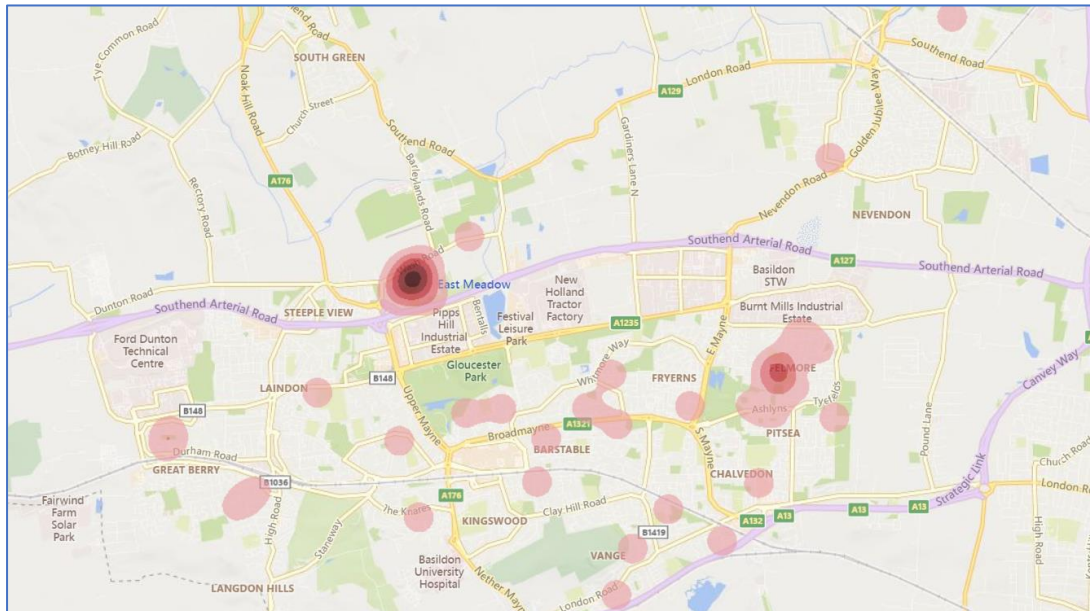 Tye Common Road
SOUTH GREEN
Noak Hill Road
Church Street
Botney Hill Road
Southend Road
London Road
A129
Southend Road
Golden Jubilee Way
Gardiners Lane N
Barleylands Road
A176
Rectory Road
Nevendon Road
NEVENDON
Road
Southend Arterial Road
A127
Southend Arterial Road
East Meadow
New
Holland
Tractor
Factory
Basildon
STW
Dunton Road
Southend Arterial Road
STEEPLE VIEW
Pipps
Hill
Industrial
Estate
Bentalls
Festival
Leisure
Park
A1235
Burnt Mills Industrial
Estate
Ford Dunton
Technical
Centre
Gloucester
Park
E Mayne
Canvey Way
B148
Whitmore Way
FRYERNS
FELMORE
LAINDON
Upper Mayne
B148
Ashlyns
Tyefields
PITSEA
Broadmayne
A1321
BARSTABLE
S Mayne
Pound Lane
Durham Road
GREAT BERRY
B1036
CHALVEDON
Strategic Link
Church Road
London Ro
Fairwind
Farm
Solar
Park
High Road
Staneway
The Knares
A176
KINGSWOOD
Clay Hill Road
B1419
A132
A13
A13
A13
High Road
VANGE
Basildon
University
Hospital
Nether Mayne
London Road
LANGDON HILLS